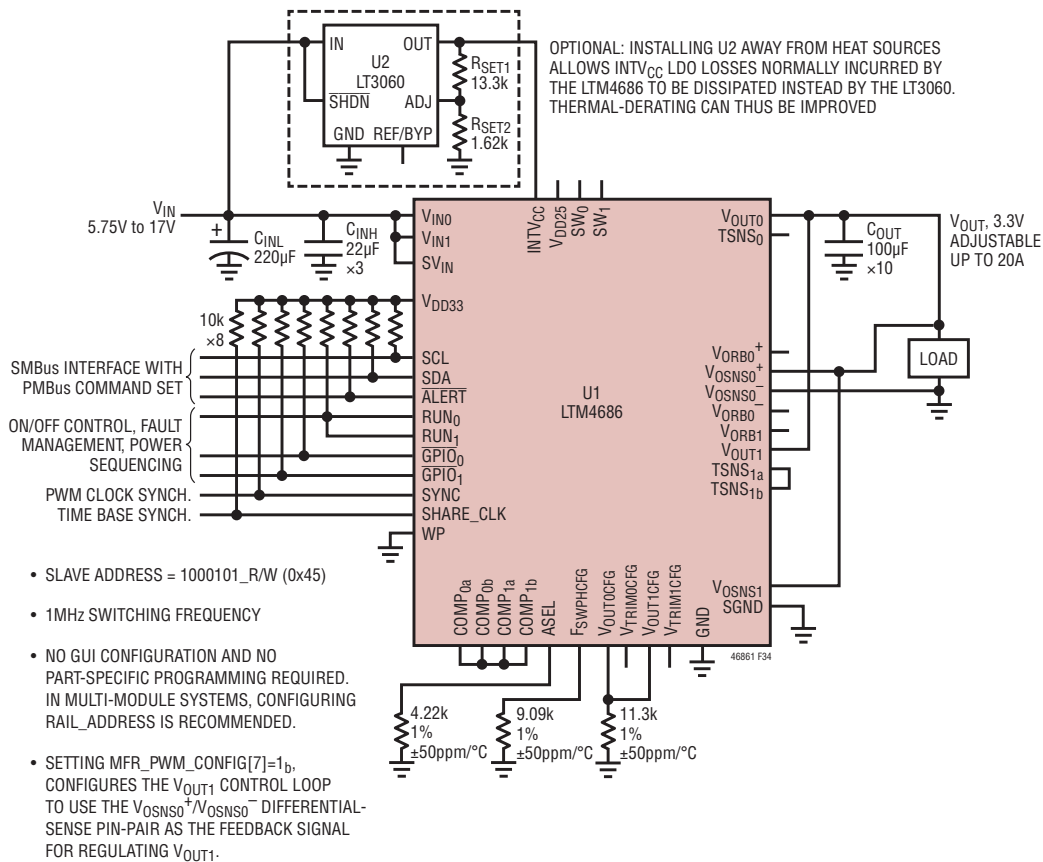 IN
OUT
U2
LT3060
SHDN
ADJ
GND REF/BYP
RSET1
13.3k
RSET2
1.62k
OPTIONAL: INSTALLING U2 AWAY FROM HEAT SOURCES
ALLOWS INTVCC LDO LOSSES NORMALLY INCURRED BY
THE LTM4686 TO BE DISSIPATED INSTEAD BY THE LT3060.
THERMAL-DERATING CAN THUS BE IMPROVED
VIN
5.75V to 17V
+
CINL
220µF
CINH
22µF
×3
VIN0
VIN1
SVIN
VDD33
INTVCC
VDD25
SW0
SW1
VOUT0
TSNS0
COUT
100µF
×10
VOUT, 3.3V
ADJUSTABLE
UP TO 20A
10k
×8
SMBus INTERFACE WITH
PMBus COMMAND SET
ON/OFF CONTROL, FAULT
MANAGEMENT, POWER
SEQUENCING
PWM CLOCK SYNCH.
TIME BASE SYNCH.
SCL
SDA
ALERT
RUN0
RUN1
GPIO0
GPIO1
SYNC
SHARE_CLK
WP
U1
LTM4686
VORB0+
VOSNS0+
VOSNS0–
VORB0–
VORB1
VOUT1
TSNS1a
TSNS1b
LOAD
VOSNS1
SGND
COMP0a
COMP0b
COMP1a
COMP1b
ASEL
FSWPHCFG
VOUT0CFG
VTRIM0CFG
VOUT1CFG
VTRIM1CFG
GND
46861 F34
4.22k
1%
±50ppm/°C
9.09k
1%
±50ppm/°C
11.3k
1%
±50ppm/°C
• SLAVE ADDRESS = 1000101_R/W (0x45)
• 1MHz SWITCHING FREQUENCY
• NO GUI CONFIGURATION AND NO
PART-SPECIFIC PROGRAMMING REQUIRED.
IN MULTI-MODULE SYSTEMS, CONFIGURING
RAIL_ADDRESS IS RECOMMENDED.
• SETTING MFR_PWM_CONFIG[7]=1b,
CONFIGURES THE VOUT1 CONTROL LOOP
TO USE THE VOSNS0+/VOSNS0– DIFFERENTIAL-
SENSE PIN-PAIR AS THE FEEDBACK SIGNAL
FOR REGULATING VOUT1.